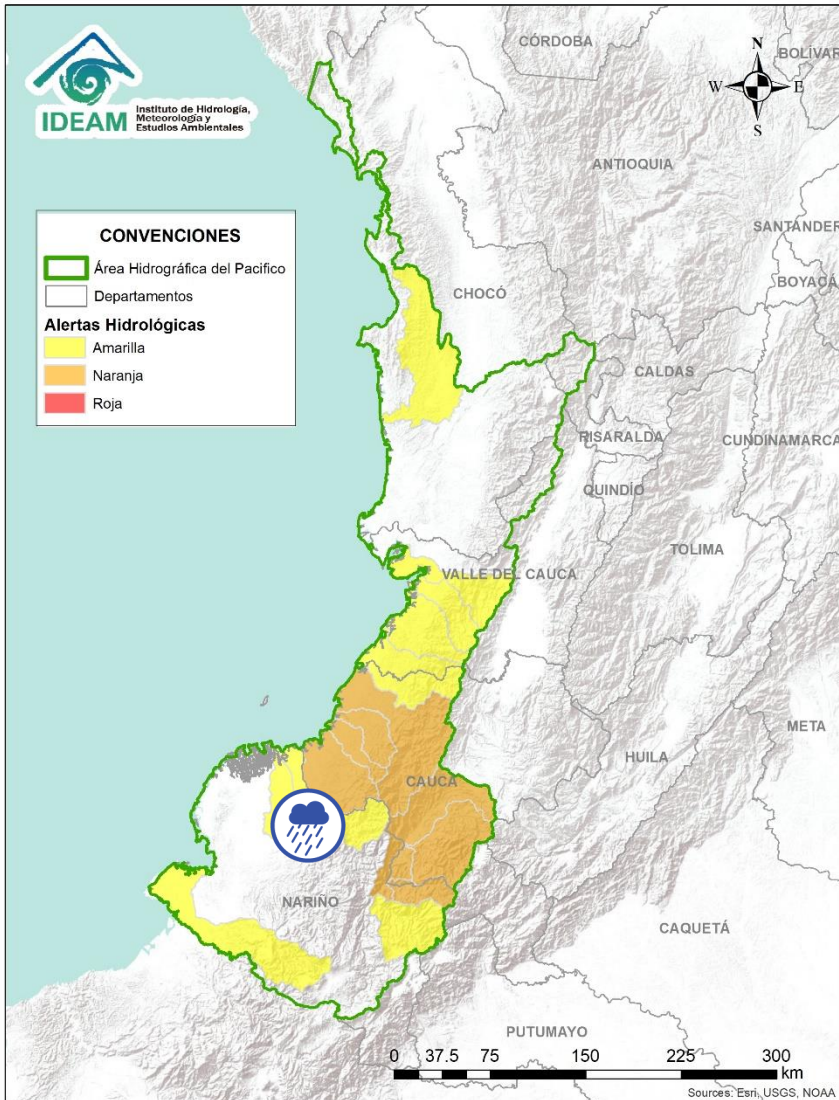 IDEAM
Instituto de Hidrología,
Meteorología y
Estudios Ambientales
CÓRDOBA
BOLÍVAR
N
W
E
S
ANTIOQUIA
SANTANDER
BOYACÁ
CONVENCIONES
Área Hidrográfica del Pacifico
Departamentos
Alertas Hidrológicas
Amarilla
Naranja
Roja
CHOCÓ
CALDAS
RISARALDA
CUNDINAMARCA
QUINDÍO
TOLIMA
VALLE DEL CAUCA
META
HUILA
CAUCA
NARIÑO
CAQUETÁ
PUTUMAYO
0 37.5 75 150 225 300
km
Sources: Esri, USGS, NOAA